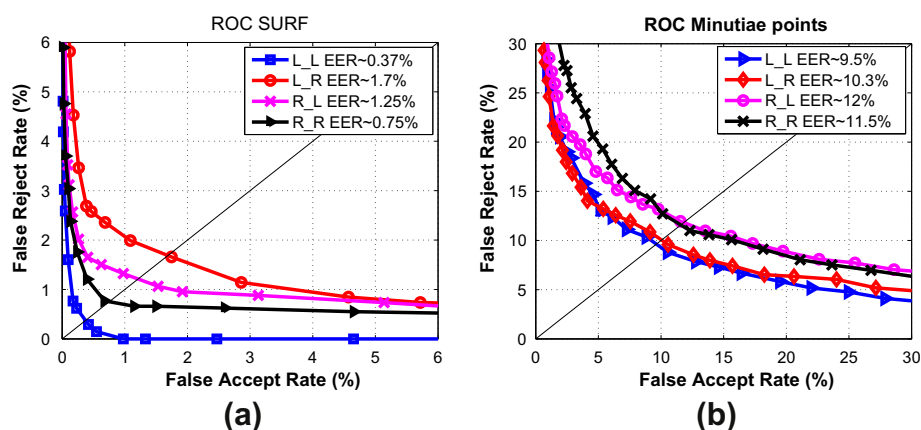 ROC SURF
6
5
4
3
2
1
0
0 1 2 3 4 5 6
False Reject Rate (%)
False Accept Rate (%)
L_L EER~0.37%
L_R EER~1.7%
R_L EER~1.25%
R_R EER~0.75%
(a)
ROC Minutiae points
30
25
20
15
10
5
0
0 5 10 15 20 25 30
False Reject Rate (%)
False Accept Rate (%)
L_L EER~9.5%
L_R EER~10.3%
R_L EER~12%
R_R EER~11.5%
(b)